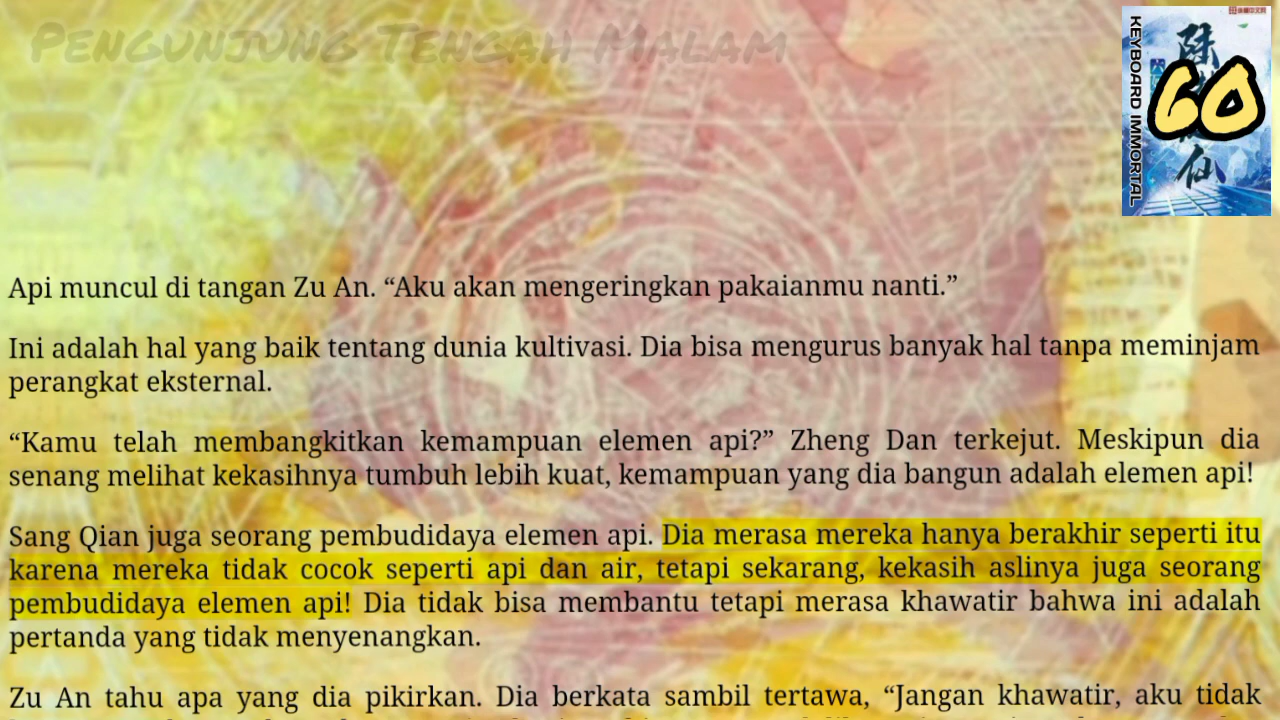 Pengunjung Tengah Malam
KEYBOARD IMMORTAL
60
仙
Api muncul di tangan Zu An. “Aku akan mengeringkan pakaianmu nanti.”
Ini adalah hal yang baik tentang dunia kultivasi. Dia bisa mengurus banyak hal tanpa meminjam
perangkat eksternal.
“Kamu telah membangkitkan kemampuan elemen api?” Zheng Dan terkejut. Meskipun dia
senang melihat kekasihnya tumbuh lebih kuat, kemampuan yang dia bangun adalah elemen api!
Sang Qian juga seorang pembudidaya elemen api. Dia merasa mereka hanya berakhir seperti itu
karena mereka tidak cocok seperti api dan air, tetapi sekarang, kekasih aslinya juga seorang
pembudidaya elemen api! Dia tidak bisa membantu tetapi merasa khawatir bahwa ini adalah
pertanda yang tidak menyenangkan.
Zu An tahu apa yang dia pikirkan. Dia berkata sambil tertawa, “Jangan khawatir, aku tidak